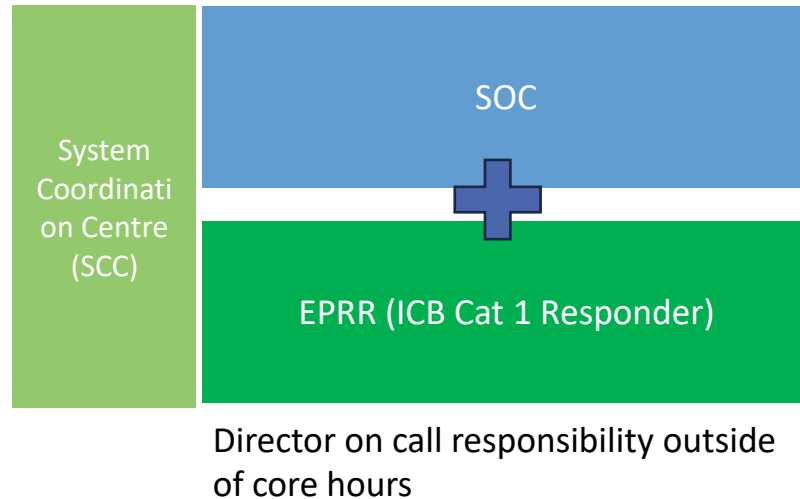 System
Coordinati
on Centre
(SCC)
SOC
EPRR (ICB Cat 1 Responder)
Director on call responsibility outside
of core hours